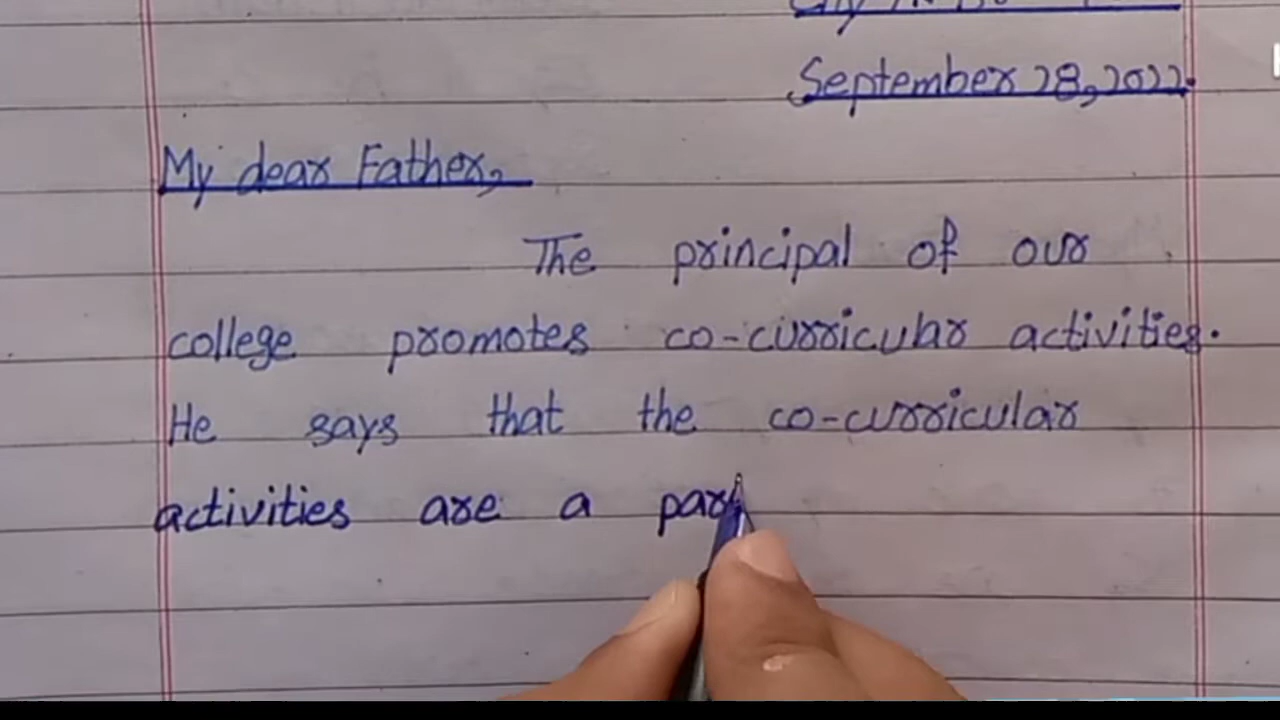 September 28, 2022.
My dear Father,
The principal of our
college promotes co-curricular activities.
He says that the co-curricular
activities are a part